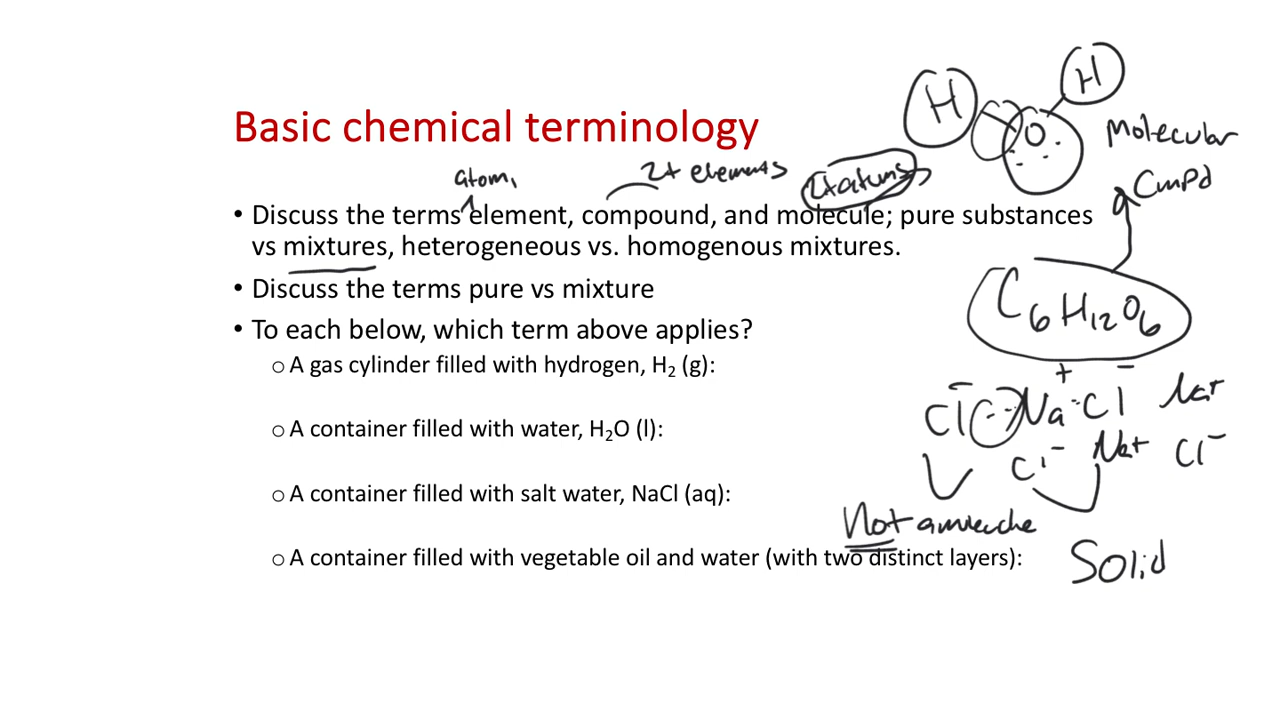 Basic chemical terminology
atom,
2+ elements
2+ atoms
• Discuss the terms element, compound, and molecule; pure substances
vs mixtures, heterogeneous vs. homogenous mixtures.
• Discuss the terms pure vs mixture
• To each below, which term above applies?
○ A gas cylinder filled with hydrogen, H₂ (g):
○ A container filled with water, H₂O (l):
○ A container filled with salt water, NaCl (aq):
○ A container filled with vegetable oil and water (with two distinct layers):
H O H
Molecular
Cmpd
C₆H₁₂O₆
Cl⁻ Na⁺ Cl⁻ Na⁺
Cl⁻ Na⁺ Cl⁻
Not a
Solid